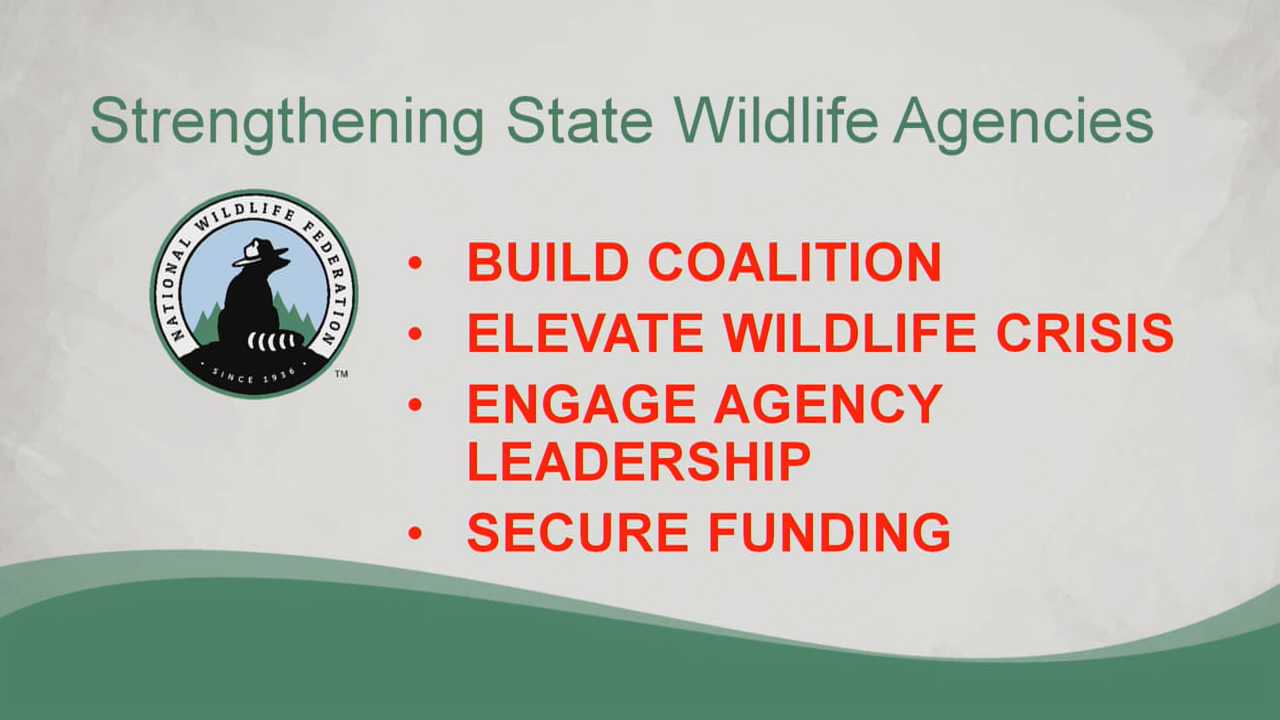 Strengthening State Wildlife Agencies
NATIONAL WILDLIFE FEDERATION
• SINCE 1936 •
TM
• BUILD COALITION
• ELEVATE WILDLIFE CRISIS
• ENGAGE AGENCY
LEADERSHIP
• SECURE FUNDING